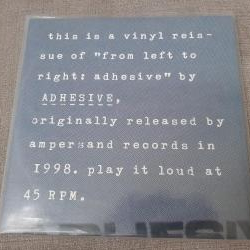 this is a vinyl reis-
sue of "from left to
right: adhesive" by
ADHESIVE,
originally released by
ampersand records in
1998. play it loud at
45 RPM.